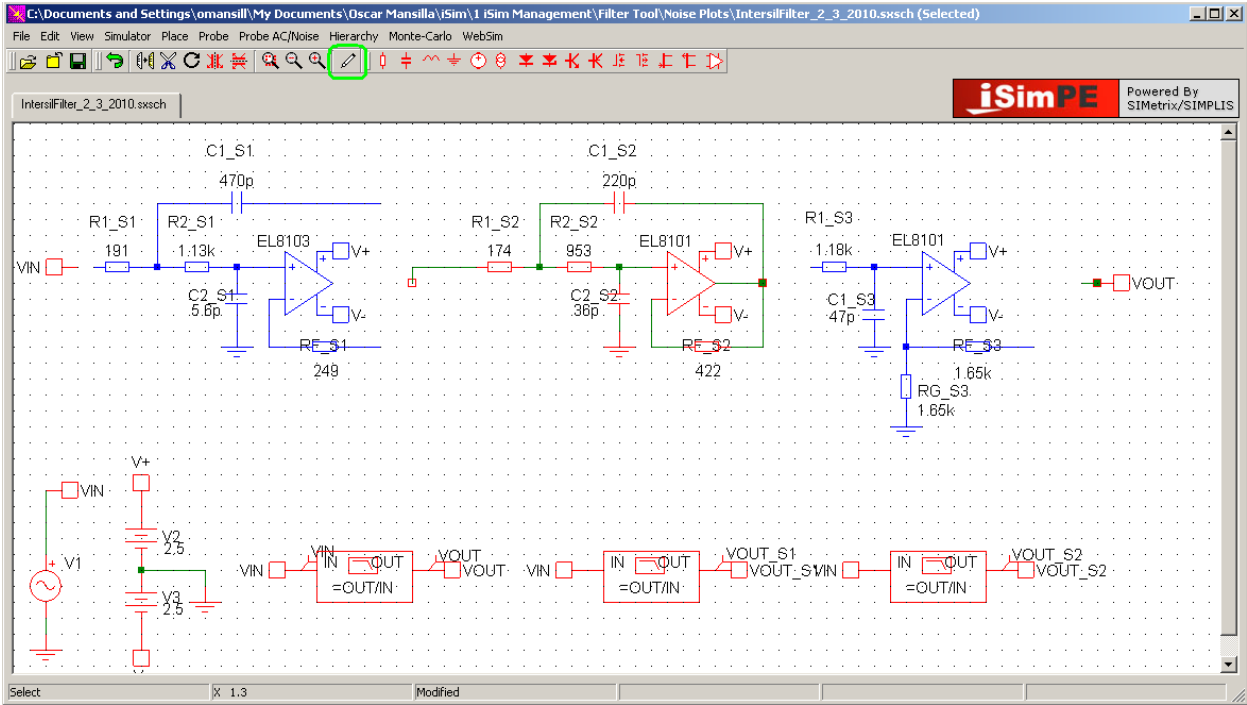 C:\Documents and Settings\omansill\My Documents\Oscar Mansilla\iSim\1 iSim Management\Filter Tool\Noise Plots\IntersilFilter_2_3_2010.sxsch (Selected)
File Edit View Simulator Place Probe Probe AC/Noise Hierarchy Monte-Carlo WebSim
iSimPE
Powered By
SIMetrix/SIMPLIS
IntersilFilter_2_3_2010.sxsch
C1_S1 C1_S2
470p 220p
R1_S1 R2_S1 R1_S2 R2_S2 R1_S3
191 1.13k EL8103 174 953 EL8101 1.18k EL8101
V+ V+ V+
VIN VOUT
C2_S1 C2_S2 C1_S3
5.6p 36p 47p
V- V- V-
RF_S1 RF_S2 RF_S3
249 422 1.65k
RG_S3
1.65k
V+
VIN
V2
2.5
V1
V3
2.5
VIN VOUT VOUT_S1 VOUT_S2
VIN IN OUT VOUT VIN IN OUT VOUT_S1 VIN IN OUT VOUT_S2
=OUT/IN =OUT/IN =OUT/IN
Select X 1.3 Modified